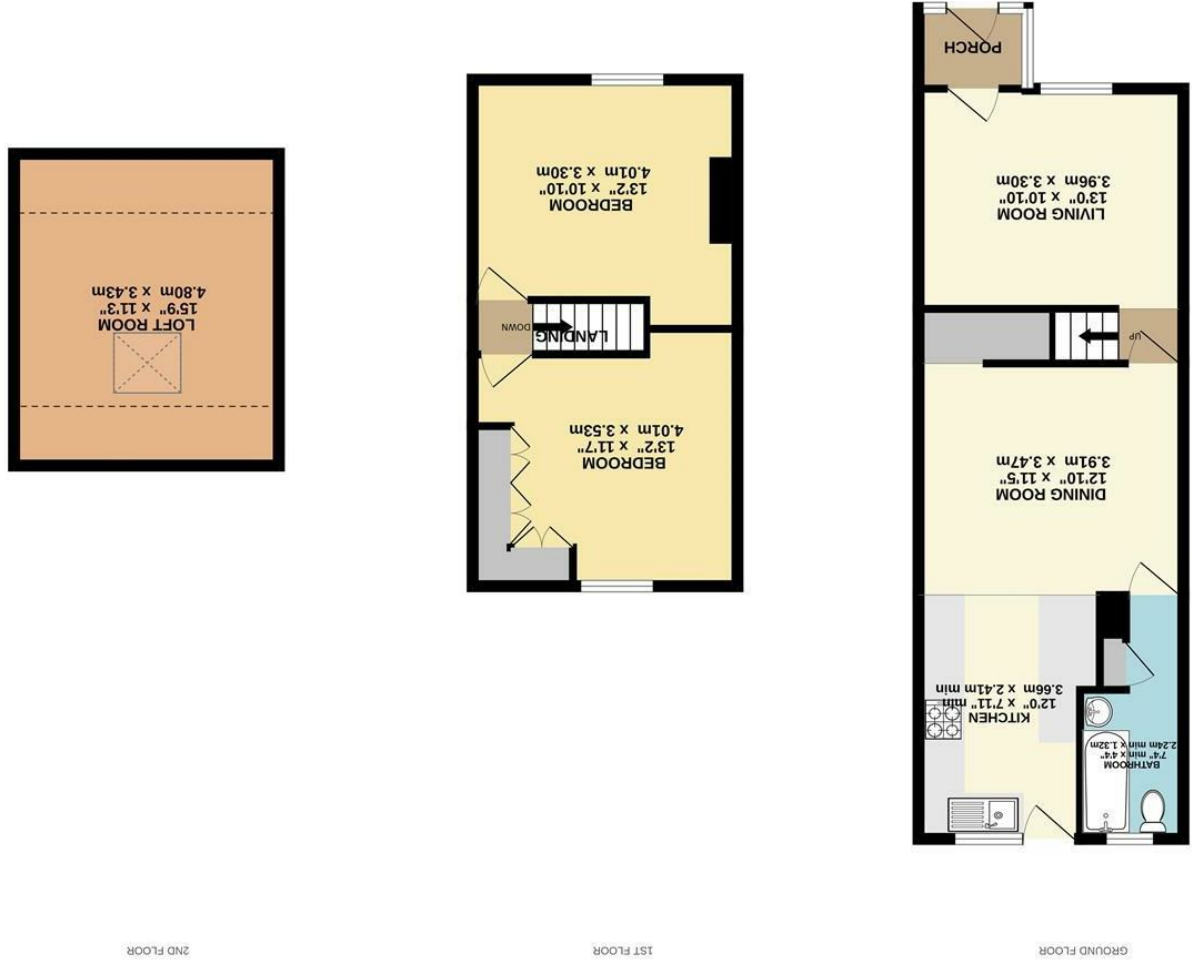 GROUND FLOOR
1ST FLOOR
2ND FLOOR
BATHROOM
7'4" min x 4'4"
2.24m min x 1.32m
KITCHEN
12'0" x 7'11" min
3.66m x 2.41m min
DINING ROOM
12'10" x 11'5"
3.91m x 3.47m
UP
LIVING ROOM
13'0" x 10'10"
3.96m x 3.30m
PORCH
BEDROOM
13'2" x 11'7"
4.01m x 3.53m
LANDING
DOWN
BEDROOM
13'2" x 10'10"
4.01m x 3.30m
LOFT ROOM
15'9" x 11'3"
4.80m x 3.43m